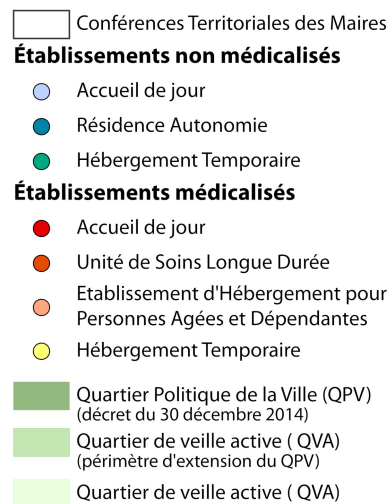 Conférences Territoriales des Maires
Établissements non médicalisés
Accueil de jour
Résidence Autonomie
Hébergement Temporaire
Établissements médicalisés
Accueil de jour
Unité de Soins Longue Durée
Etablissement d'Hébergement pour
Personnes Agées et Dépendantes
Hébergement Temporaire
Quartier Politique de la Ville (QPV)
(décret du 30 décembre 2014)
Quartier de veille active ( QVA)
(périmètre d'extension du QPV)
Quartier de veille active ( QVA)